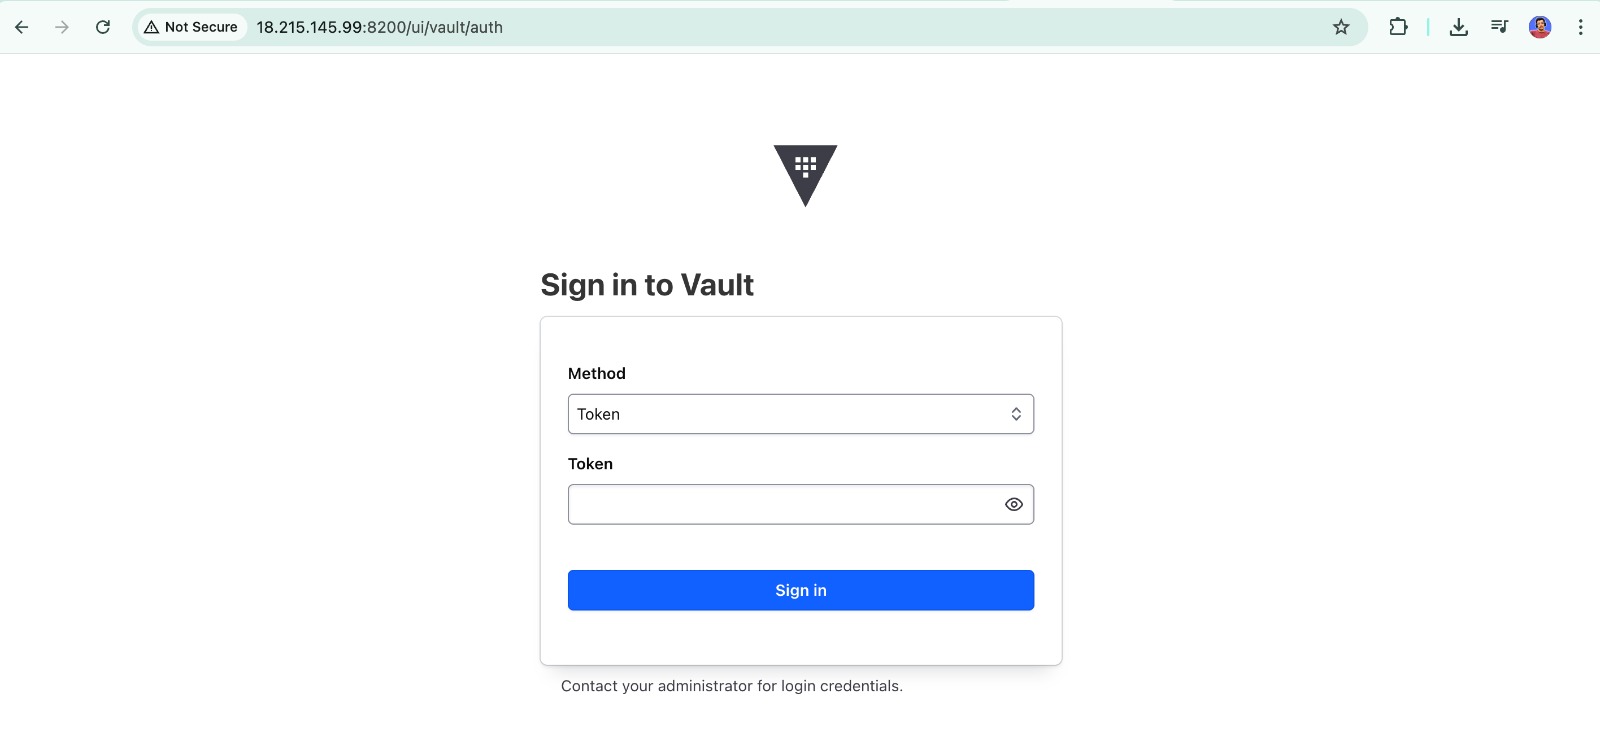 Not Secure 18.215.145.99:8200/ui/vault/auth
Sign in to Vault
Method
Token
Token
Sign in
Contact your administrator for login credentials.